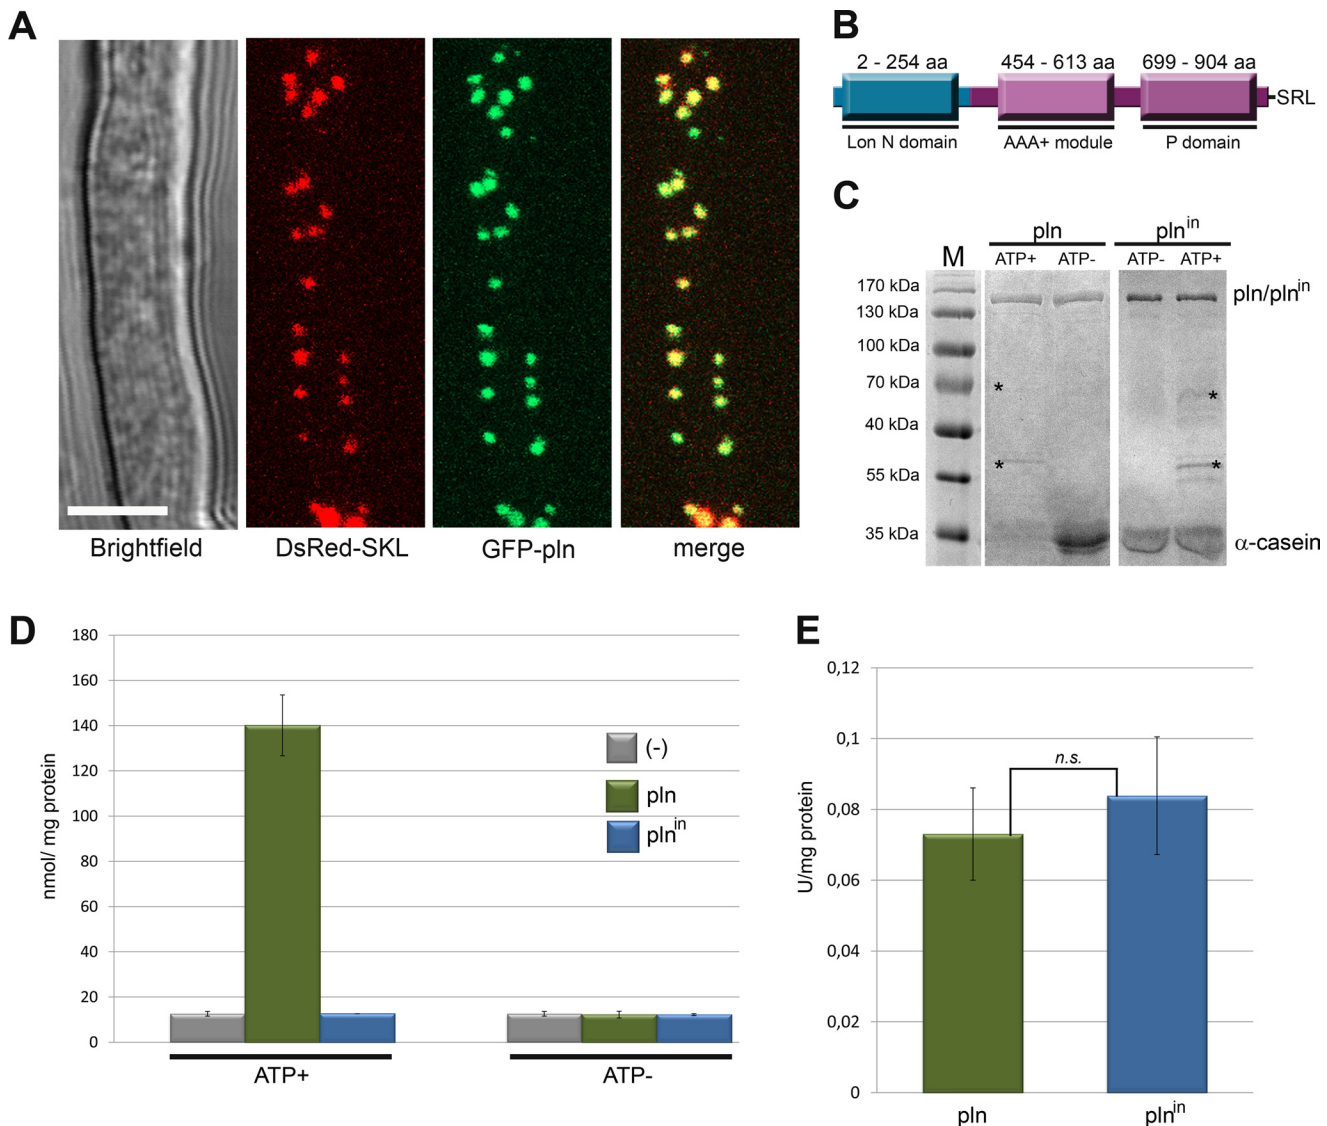 A
Brightfield
DsRed-SKL
GFP-pln
merge
B
2 - 254 aa
454 - 613 aa
699 - 904 aa
SRL
Lon N domain
AAA+ module
P domain
C
pln
plnⁱⁿ
M
ATP+
ATP-
ATP-
ATP+
170 kDa
130 kDa
100 kDa
70 kDa
40 kDa
55 kDa
35 kDa
pln/plnⁱⁿ
*
*
*
*
α-casein
D
nmol/ mg protein
180
160
140
120
100
80
60
40
20
0
(-)
pln
plnⁱⁿ
ATP+
ATP-
E
U/mg protein
0,12
0,1
0,08
0,06
0,04
0,02
0
n.s.
pln
plnⁱⁿ